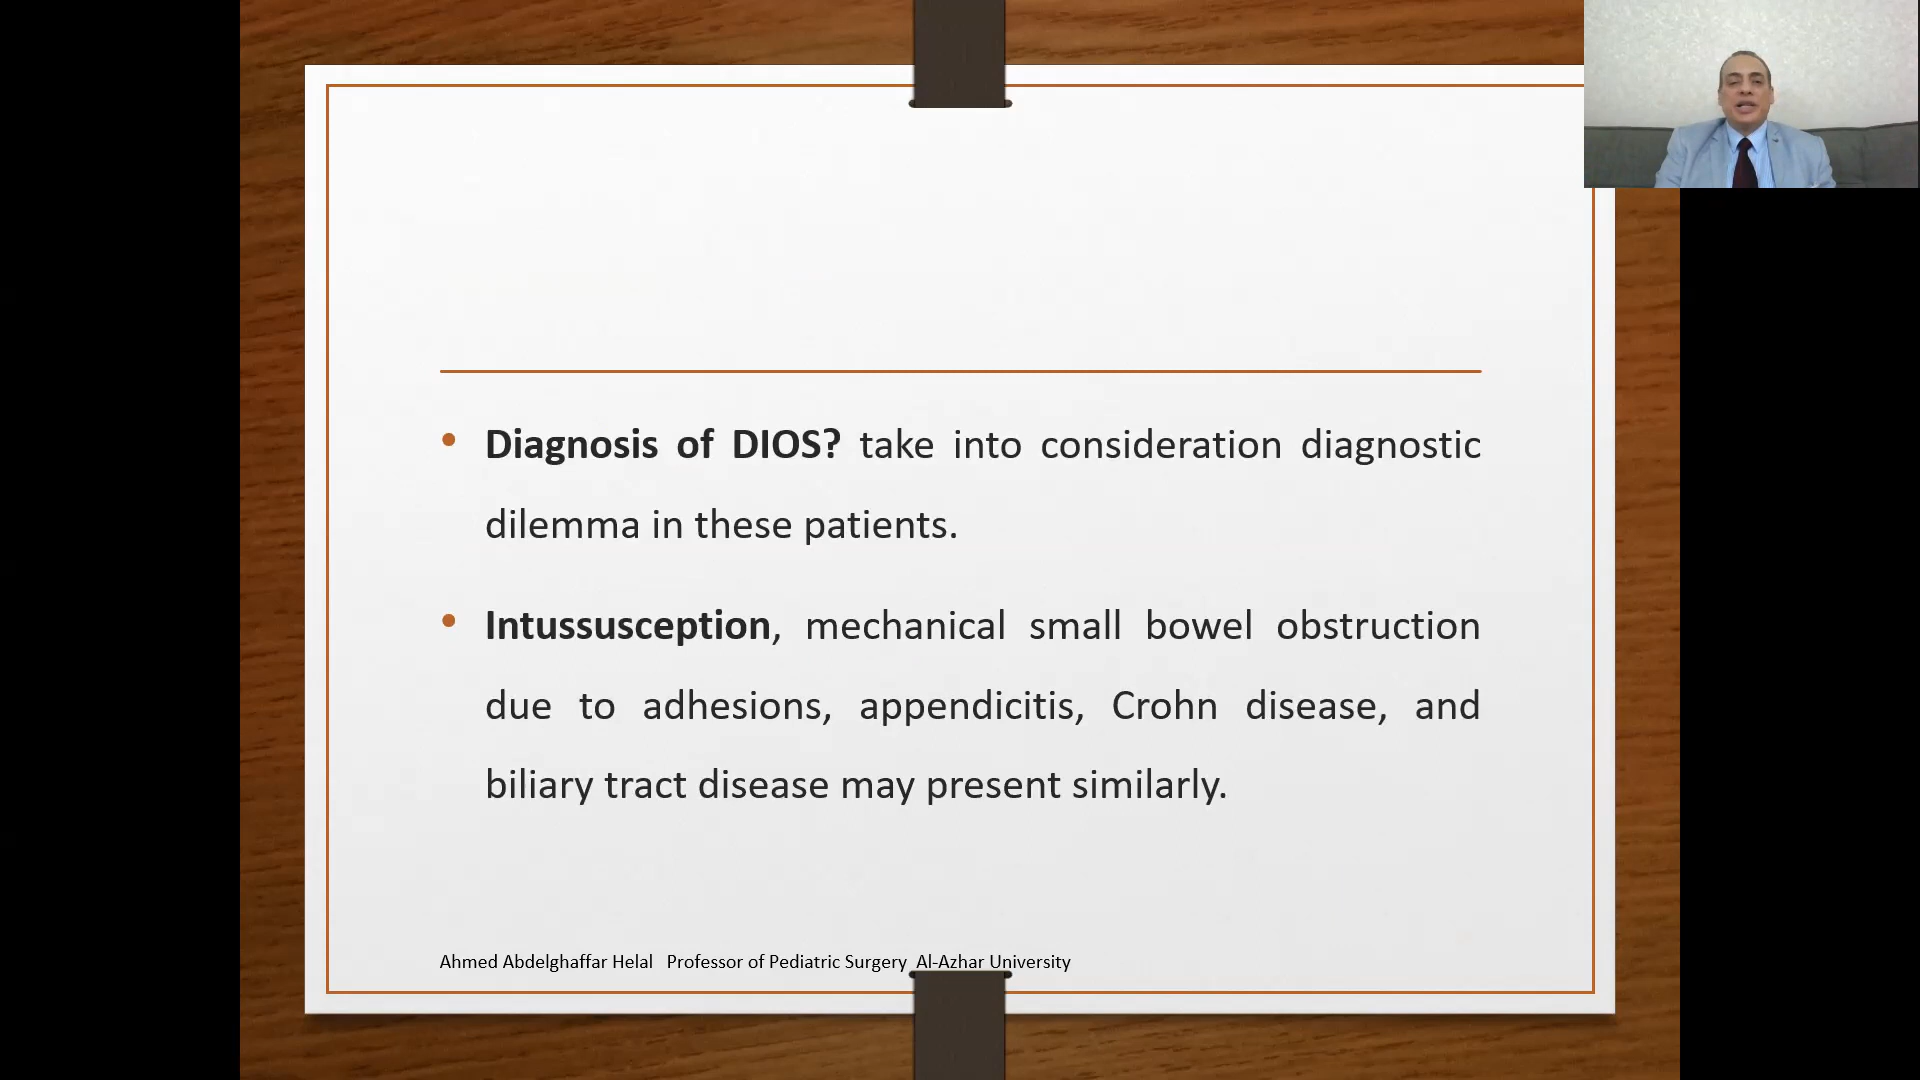 Diagnosis of DIOS? take into consideration diagnostic
dilemma in these patients.
Intussusception, mechanical small bowel obstruction
due to adhesions, appendicitis, Crohn disease, and
biliary tract disease may present similarly.
Ahmed Abdelghaffar Helal Professor of Pediatric Surgery Al-Azhar University